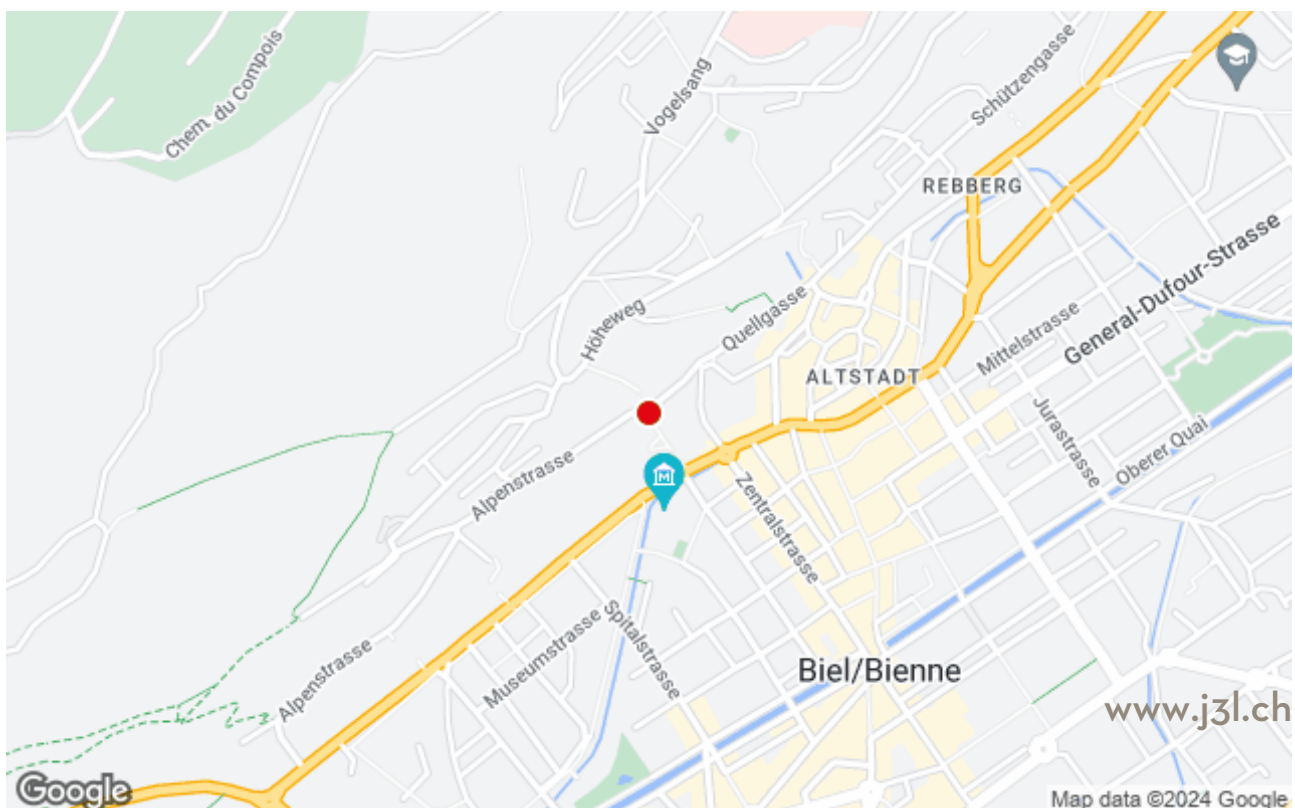 Chem. du Compois
Vogelsang
Schützengasse
REBBERG
General-Dufour-Strasse
Höheweg
Quellgasse
Mittelstrasse
ALTSTADT
Jurastrasse
Oberer Quai
Alpenstrasse
M
Zentralstrasse
Museumstrasse
Spitalstrasse
Alpenstrasse
Biel/Bienne
www.j3l.ch
Google
Map data ©2024 Google